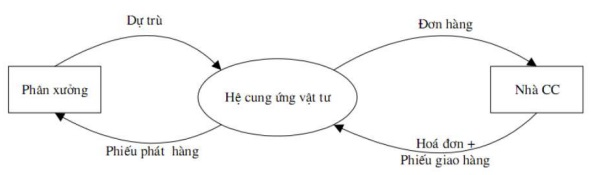 Dự trù
Đơn hàng
Phân xưởng
Hệ cung ứng vật tư
Nhà CC
Phiếu phát hàng
Hoá đơn +
Phiếu giao hàng